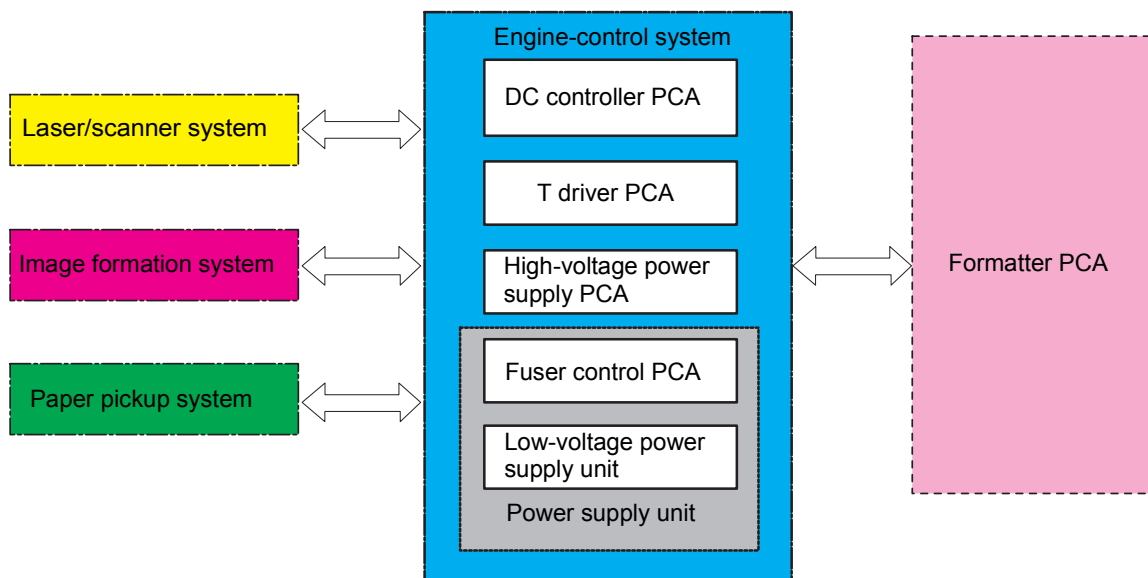 Laser/scanner system
Image formation system
Paper pickup system
Engine-control system
DC controller PCA
T driver PCA
High-voltage power
supply PCA
Fuser control PCA
Low-voltage power
supply unit
Power supply unit
Formatter PCA